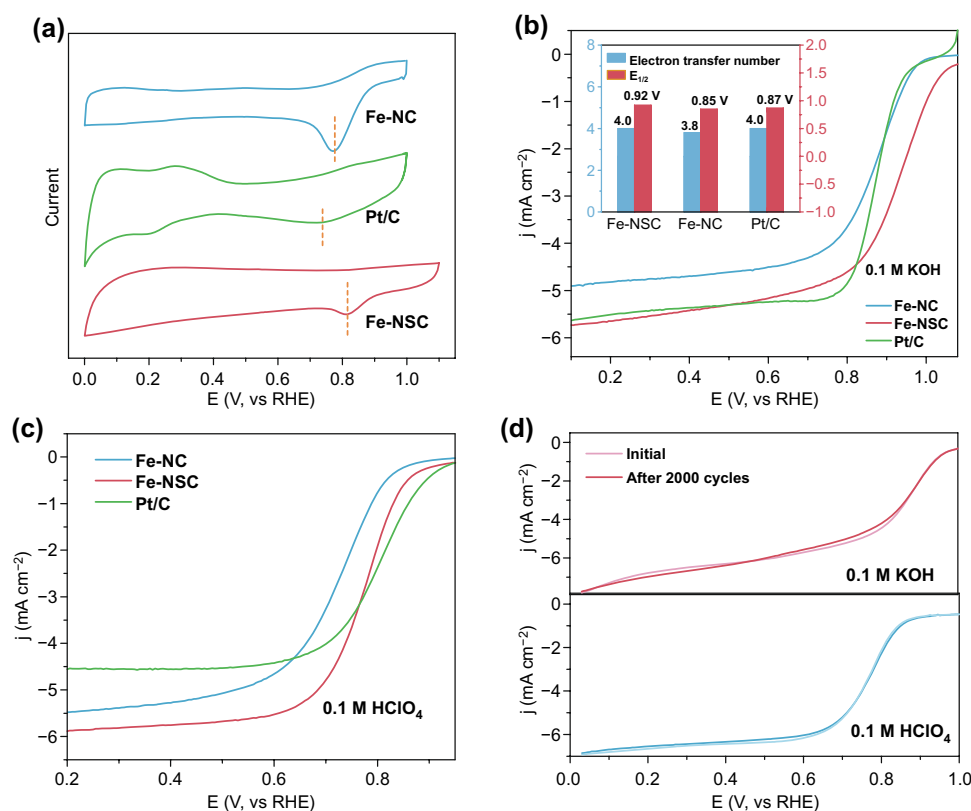 (a)
Fe-NC
Pt/C
Fe-NSC
Current
0.0 0.2 0.4 0.6 0.8 1.0
E (V, vs RHE)
(b)
0
−1
−2
−3
−4
−5
−6
j (mA cm⁻²)
8
6
4
2
0
2.0
1.5
1.0
0.5
0.0
−0.5
−1.0
Electron transfer number
E₁/₂
0.92 V 0.85 V 0.87 V
4.0 3.8 4.0
Fe-NSC Fe-NC Pt/C
0.1 M KOH
Fe-NC
Fe-NSC
Pt/C
0.2 0.4 0.6 0.8 1.0
E (V, vs RHE)
(c)
Fe-NC
Fe-NSC
Pt/C
0
−1
−2
−3
−4
−5
−6
j (mA cm⁻²)
0.1 M HClO₄
0.2 0.4 0.6 0.8
E (V, vs RHE)
(d)
Initial
After 2000 cycles
0
−2
−4
−6
j (mA cm⁻²)
0.1 M KOH
0
−2
−4
−6
j (mA cm⁻²)
0.1 M HClO₄
0.0 0.2 0.4 0.6 0.8 1.0
E (V, vs RHE)